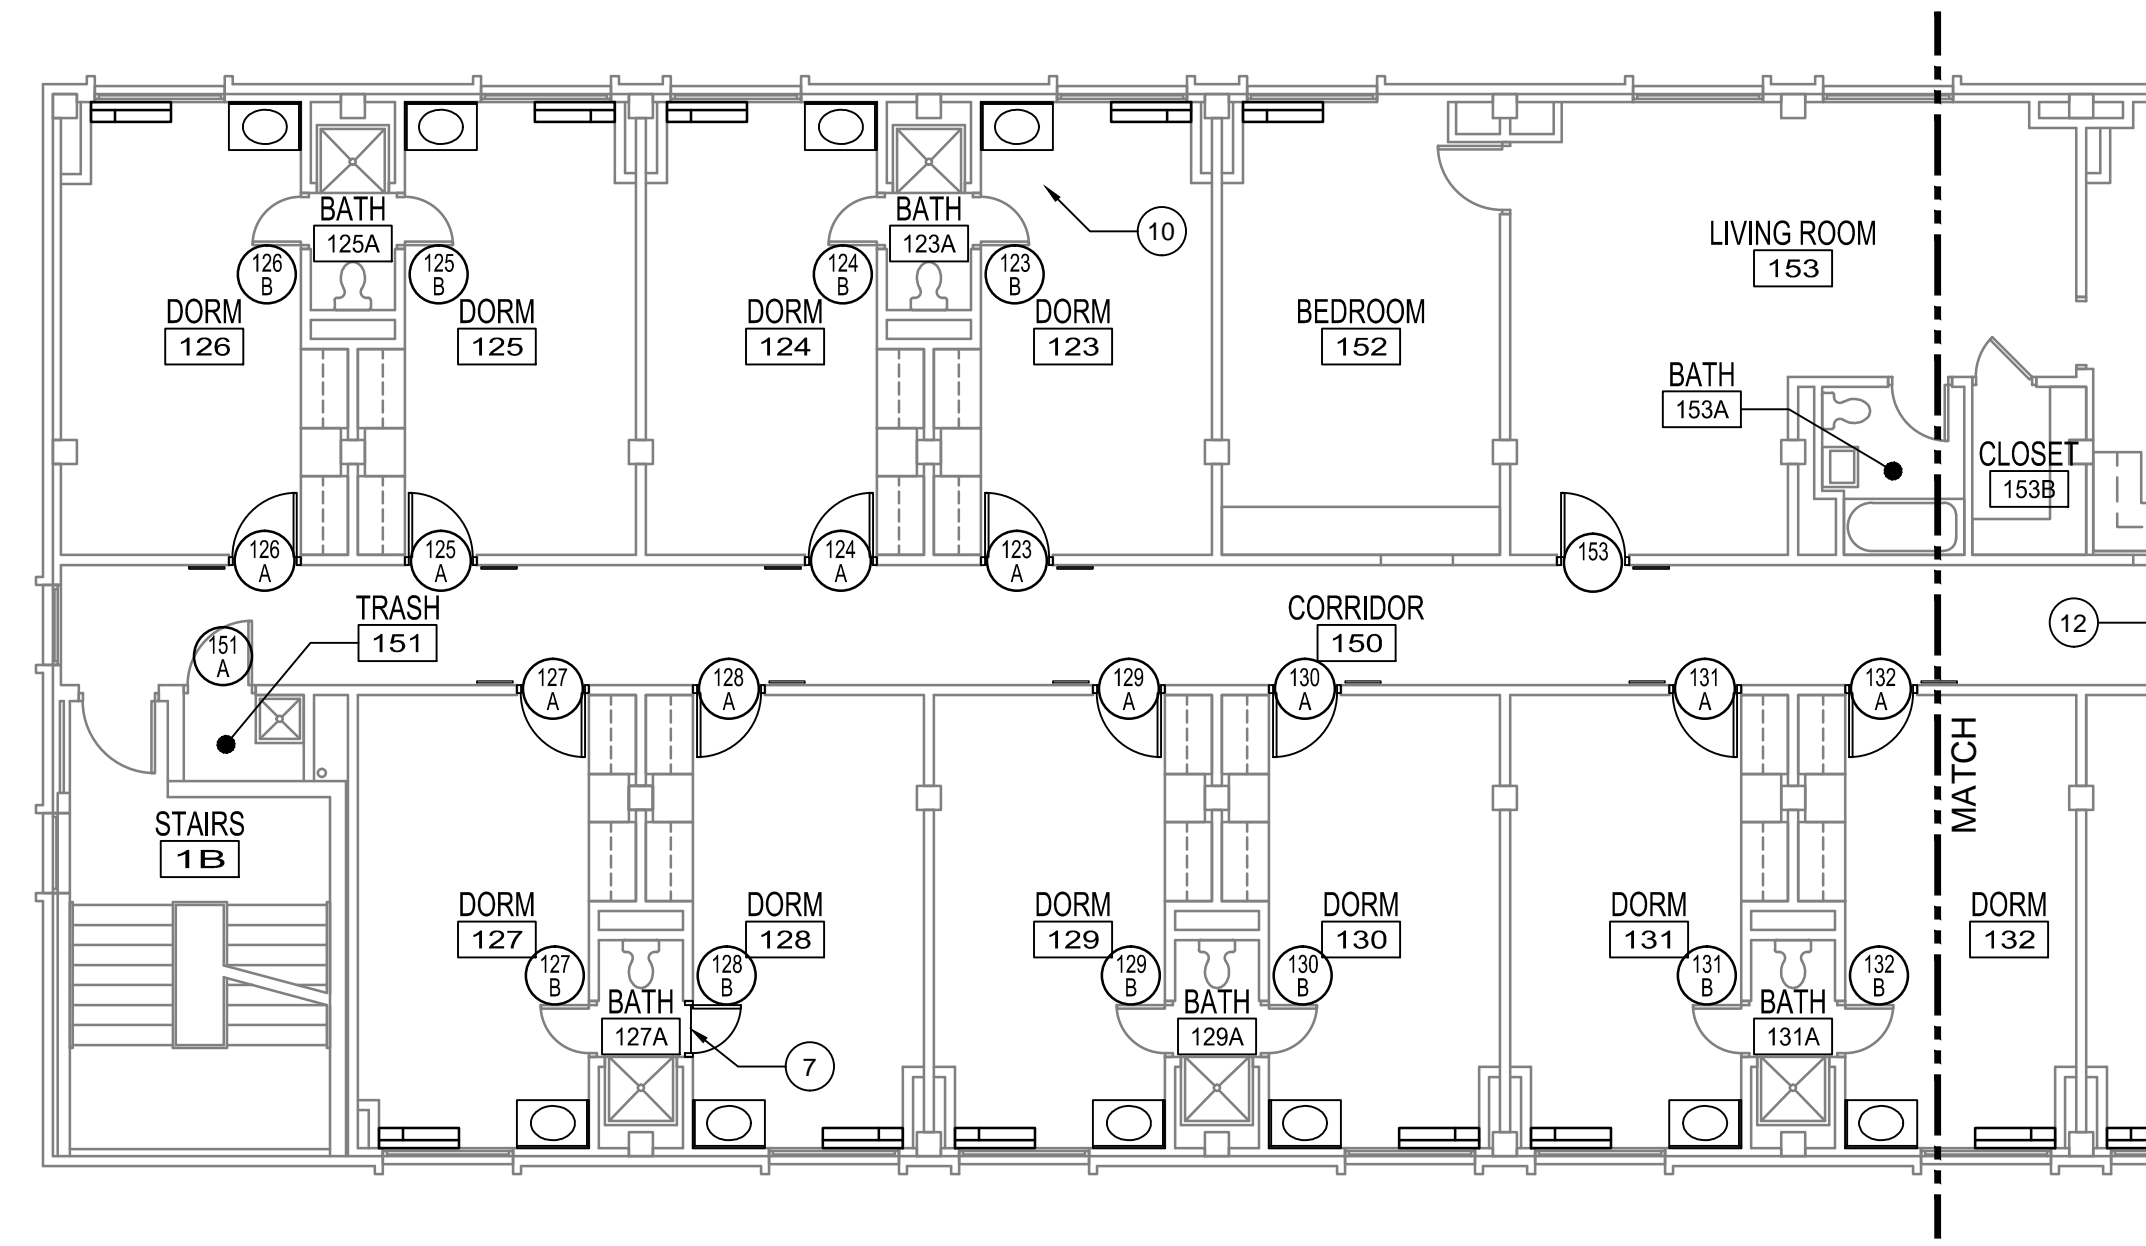 BATH
125A
BATH
123A
10
LIVING ROOM
153
126
B
125
B
124
B
123
B
DORM
126
DORM
125
DORM
124
DORM
123
BEDROOM
152
BATH
153A
CLOSET
153B
126
A
125
A
124
A
123
A
153
TRASH
151
CORRIDOR
150
12
151
A
127
A
128
A
129
A
130
A
131
A
132
A
MATCH
STAIRS
1B
DORM
127
DORM
128
DORM
129
DORM
130
DORM
131
DORM
132
127
B
128
B
129
B
130
B
131
B
132
B
BATH
127A
BATH
129A
BATH
131A
7